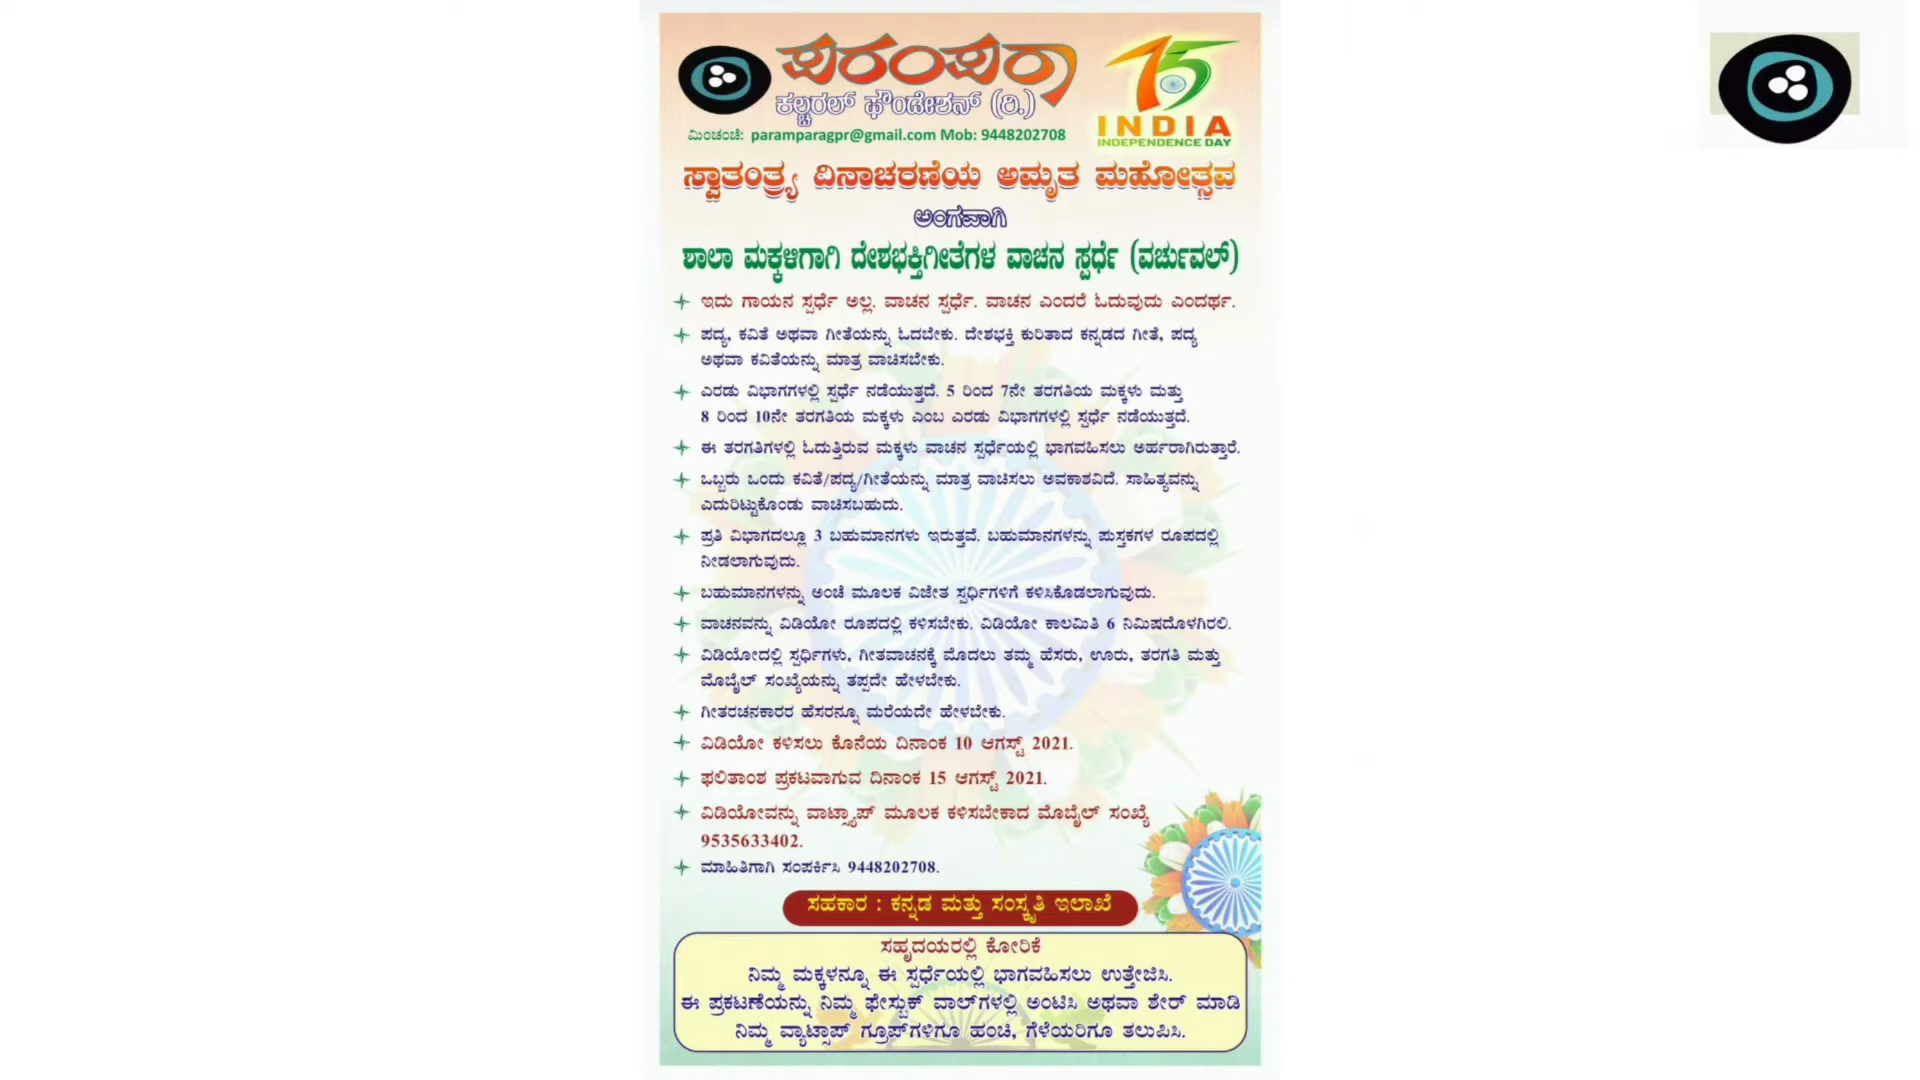 ಪರಂಪರಾ
ಕಲ್ಚರಲ್ ಫೌಂಡೇಶನ್ (ರಿ.)
ಮಿಂಚಂಚೆ: paramparagpr@gmail.com Mob: 9448202708
75
INDIA
INDEPENDENCE DAY
ಸ್ವಾತಂತ್ರ್ಯ ದಿನಾಚರಣೆಯ ಅಮೃತ ಮಹೋತ್ಸವ
ಅಂಗವಾಗಿ
ಶಾಲಾ ಮಕ್ಕಳಿಗಾಗಿ ದೇಶಭಕ್ತಿಗೀತೆಗಳ ವಾಚನ ಸ್ಪರ್ಧೆ (ವರ್ಚುವಲ್)
ಇದು ಗಾಯನ ಸ್ಪರ್ಧೆ ಅಲ್ಲ. ವಾಚನ ಸ್ಪರ್ಧೆ. ವಾಚನ ಎಂದರೆ ಓದುವುದು ಎಂದರ್ಥ.
ಪದ್ಯ, ಕವಿತೆ ಅಥವಾ ಗೀತೆಯನ್ನು ಓದಬೇಕು. ದೇಶಭಕ್ತಿ ಕುರಿತಾದ ಕನ್ನಡದ ಗೀತೆ, ಪದ್ಯ
ಅಥವಾ ಕವಿತೆಯನ್ನು ಮಾತ್ರ ವಾಚಿಸಬೇಕು.
ಎರಡು ವಿಭಾಗಗಳಲ್ಲಿ ಸ್ಪರ್ಧೆ ನಡೆಯುತ್ತದೆ. 5 ರಿಂದ 7ನೇ ತರಗತಿಯ ಮಕ್ಕಳು ಮತ್ತು
8 ರಿಂದ 10ನೇ ತರಗತಿಯ ಮಕ್ಕಳು ಎಂಬ ಎರಡು ವಿಭಾಗಗಳಲ್ಲಿ ಸ್ಪರ್ಧೆ ನಡೆಯುತ್ತದೆ.
ಈ ತರಗತಿಗಳಲ್ಲಿ ಓದುತ್ತಿರುವ ಮಕ್ಕಳು ವಾಚನ ಸ್ಪರ್ಧೆಯಲ್ಲಿ ಭಾಗವಹಿಸಲು ಅರ್ಹರಾಗಿರುತ್ತಾರೆ.
ಒಬ್ಬರು ಒಂದು ಕವಿತೆ/ಪದ್ಯ/ಗೀತೆಯನ್ನು ಮಾತ್ರ ವಾಚಿಸಲು ಅವಕಾಶವಿದೆ. ಸಾಹಿತ್ಯವನ್ನು
ಎದುರಿಟ್ಟುಕೊಂಡು ವಾಚಿಸಬಹುದು.
ಪ್ರತಿ ವಿಭಾಗದಲ್ಲೂ 3 ಬಹುಮಾನಗಳು ಇರುತ್ತವೆ. ಬಹುಮಾನಗಳನ್ನು ಪುಸ್ತಕಗಳ ರೂಪದಲ್ಲಿ
ನೀಡಲಾಗುವುದು.
ಬಹುಮಾನಗಳನ್ನು ಅಂಚೆ ಮೂಲಕ ವಿಜೇತ ಸ್ಪರ್ಧಿಗಳಿಗೆ ಕಳಿಸಿಕೊಡಲಾಗುವುದು.
ವಾಚನವನ್ನು ವಿಡಿಯೋ ರೂಪದಲ್ಲಿ ಕಳಿಸಬೇಕು. ವಿಡಿಯೋ ಕಾಲಮಿತಿ 6 ನಿಮಿಷದೊಳಗಿರಲಿ.
ವಿಡಿಯೋದಲ್ಲಿ ಸ್ಪರ್ಧಿಗಳು, ಗೀತವಾಚನಕ್ಕೆ ಮೊದಲು ತಮ್ಮ ಹೆಸರು, ಊರು, ತರಗತಿ ಮತ್ತು
ಮೊಬೈಲ್ ಸಂಖ್ಯೆಯನ್ನು ತಪ್ಪದೇ ಹೇಳಬೇಕು.
ಗೀತರಚನಕಾರರ ಹೆಸರನ್ನೂ ಮರೆಯದೇ ಹೇಳಬೇಕು.
ವಿಡಿಯೋ ಕಳಿಸಲು ಕೊನೆಯ ದಿನಾಂಕ 10 ಆಗಸ್ಟ್ 2021.
ಫಲಿತಾಂಶ ಪ್ರಕಟವಾಗುವ ದಿನಾಂಕ 15 ಆಗಸ್ಟ್ 2021.
ವಿಡಿಯೋವನ್ನು ವಾಟ್ಸ್ಯಾಪ್ ಮೂಲಕ ಕಳಿಸಬೇಕಾದ ಮೊಬೈಲ್ ಸಂಖ್ಯೆ
9535633402.
ಮಾಹಿತಿಗಾಗಿ ಸಂಪರ್ಕಿಸಿ 9448202708.
ಸಹಕಾರ : ಕನ್ನಡ ಮತ್ತು ಸಂಸ್ಕೃತಿ ಇಲಾಖೆ
ಸಹೃದಯರಲ್ಲಿ ಕೋರಿಕೆ
ನಿಮ್ಮ ಮಕ್ಕಳನ್ನೂ ಈ ಸ್ಪರ್ಧೆಯಲ್ಲಿ ಭಾಗವಹಿಸಲು ಉತ್ತೇಜಿಸಿ.
ಈ ಪ್ರಕಟಣೆಯನ್ನು ನಿಮ್ಮ ಫೇಸ್ಬುಕ್ ವಾಲ್‌ಗಳಲ್ಲಿ ಅಂಟಿಸಿ ಅಥವಾ ಶೇರ್ ಮಾಡಿ
ನಿಮ್ಮ ವ್ಯಾಟ್ಸಾಪ್ ಗ್ರೂಪ್‌ಗಳಿಗೂ ಹಂಚಿ, ಗೆಳೆಯರಿಗೂ ತಲುಪಿಸಿ.